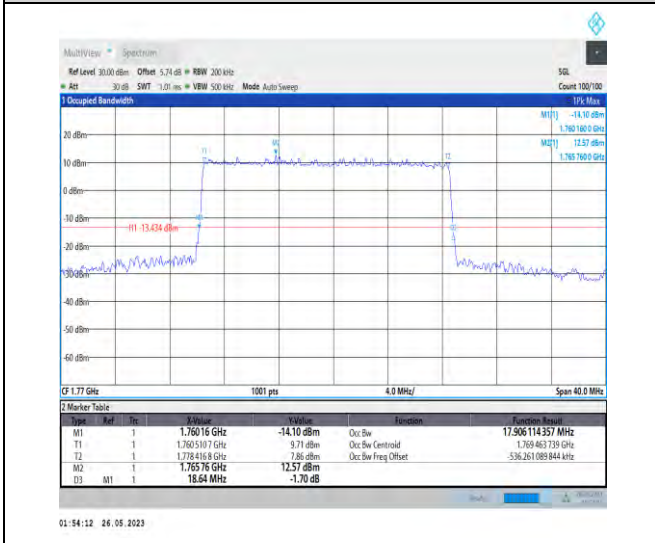 MultiView Spectrum
Ref Level 30.00 dBm Offset 5.74 dB RBW 200 kHz SGL
Att 30 dB SWT 1.01 ms VBW 500 kHz Mode Auto Sweep Count 100/100
1 Occupied Bandwidth 1Pk Max
M1[1] -14.10 dBm
1.760 160 0 GHz
M2[1] 12.57 dBm
1.765 760 0 GHz
20 dBm
M2
T1
T2
10 dBm
0 dBm
-10 dBm
H1 -13.434 dBm
-20 dBm
-30 dBm
-40 dBm
-50 dBm
-60 dBm
CF 1.77 GHz 1001 pts 4.0 MHz/ Span 40.0 MHz
2 Marker Table
Type Ref Trc X-Value Y-Value Function Function Result
M1 1 1.76016 GHz -14.10 dBm Occ Bw 17.906 114 357 MHz
T1 1 1.760 510 7 GHz 9.71 dBm Occ Bw Centroid 1.769 463 739 GHz
T2 1 1.778 416 8 GHz 7.86 dBm Occ Bw Freq Offset -536.261 089 844 kHz
M2 1 1.76576 GHz 12.57 dBm
D3 M1 1 18.64 MHz -1.70 dB
01:54:12 26.05.2023